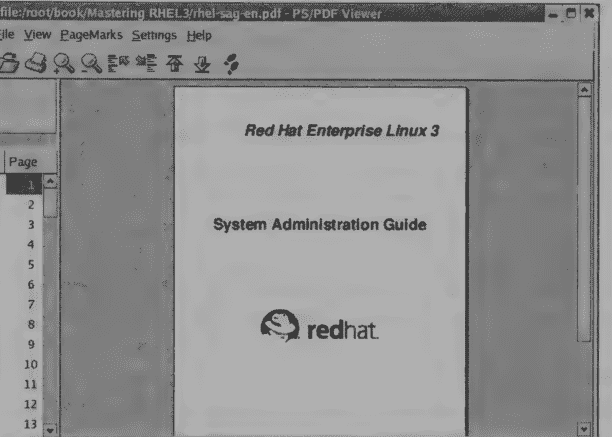 file:/root/book/Mastering RHEL3/rhel-sag-en.pdf - PS/PDF Viewer
ile View PageMarks Settings Help
Page
1
2
3
4
5
6
7
8
9
10
11
12
13
Red Hat Enterprise Linux 3
System Administration Guide
redhat.